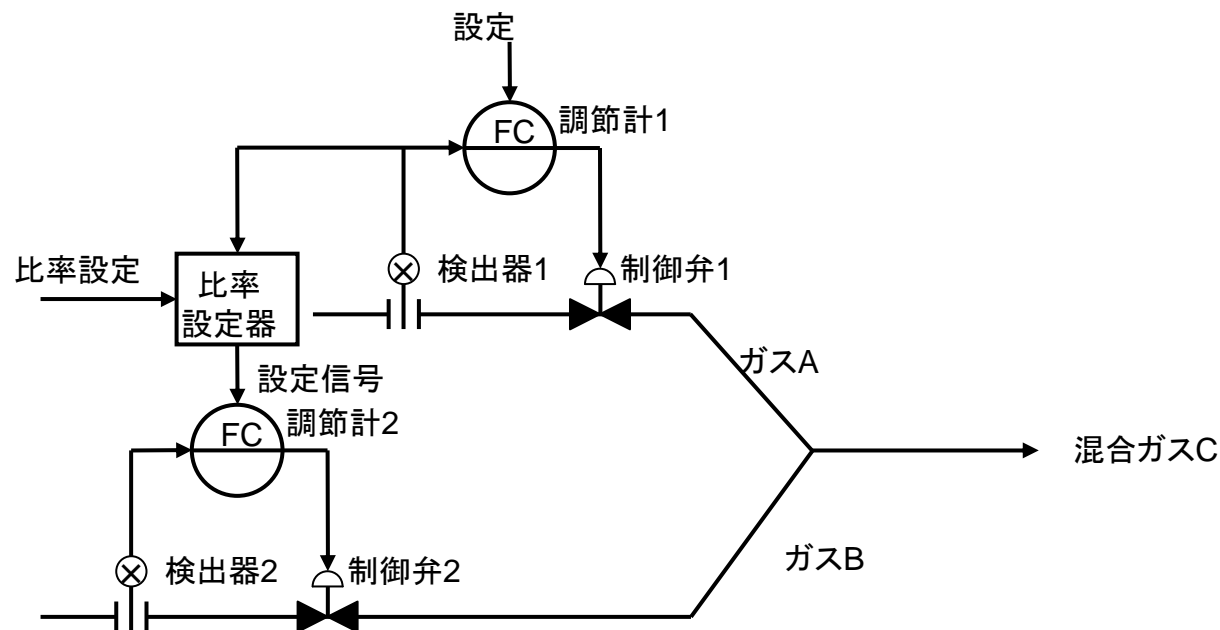 設定
FC
調節計1
比率設定
比率
設定器
検出器1
制御弁1
設定信号
調節計2
FC
ガスA
混合ガスC
検出器2
制御弁2
ガスB